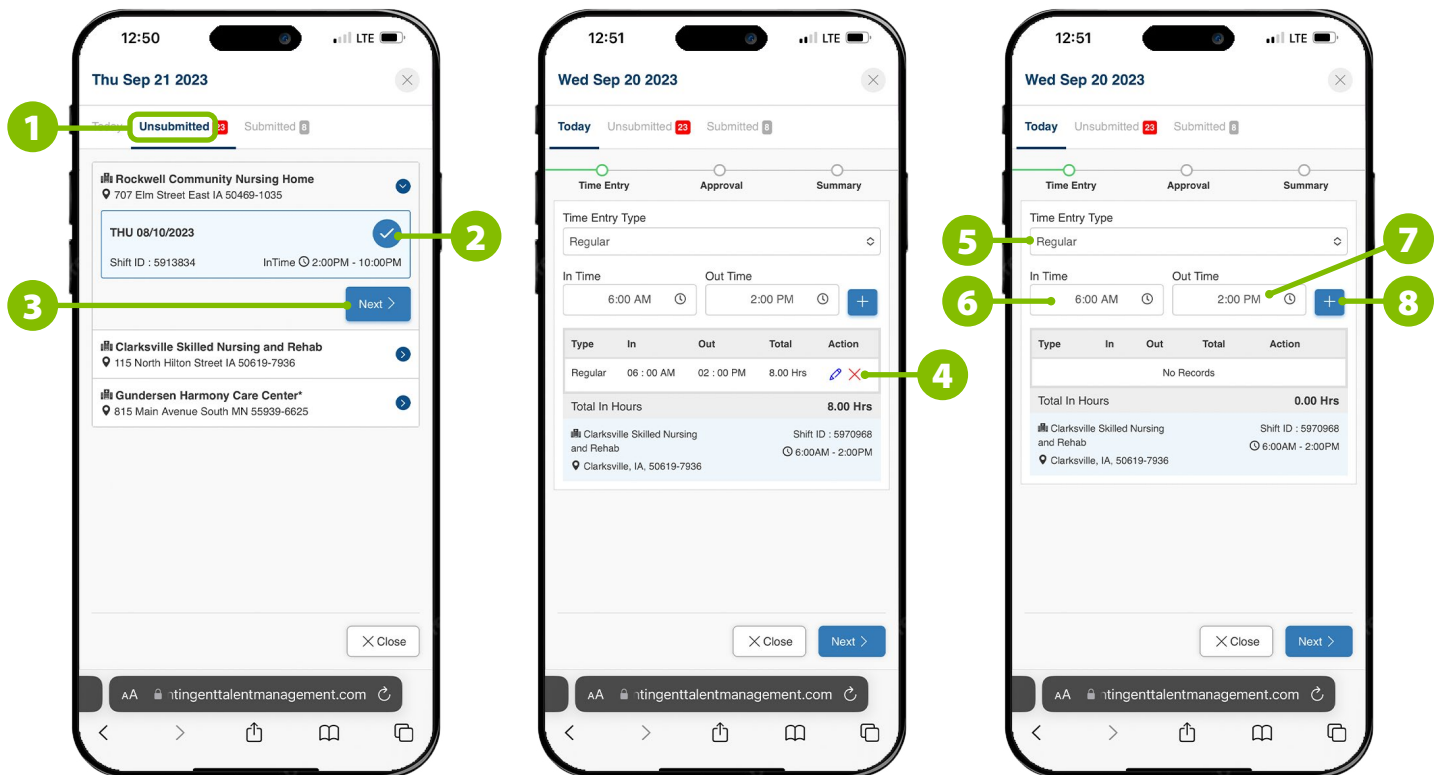 12:50
LTE
Thu Sep 21 2023
1
Today Unsubmitted 23 Submitted 8
Rockwell Community Nursing Home
707 Elm Street East IA 50469-1035
THU 08/10/2023
2
Shift ID : 5913834 InTime 2:00PM - 10:00PM
3
Next >
Clarksville Skilled Nursing and Rehab
115 North Hilton Street IA 50619-7936
Gundersen Harmony Care Center*
815 Main Avenue South MN 55939-6625
Close
AA ntingenttalentmanagement.com
12:51
LTE
Wed Sep 20 2023
Today Unsubmitted 23 Submitted 8
Time Entry Approval Summary
Time Entry Type
Regular
In Time Out Time
6:00 AM 2:00 PM +
Type In Out Total Action
Regular 06 : 00 AM 02 : 00 PM 8.00 Hrs
4
Total In Hours 8.00 Hrs
Clarksville Skilled Nursing Shift ID : 5970968
and Rehab 6:00AM - 2:00PM
Clarksville, IA, 50619-7936
Close Next >
AA ntingenttalentmanagement.com
12:51
LTE
Wed Sep 20 2023
Today Unsubmitted 23 Submitted 8
Time Entry Approval Summary
Time Entry Type
5
Regular
7
In Time Out Time
6
6:00 AM 2:00 PM +
8
Type In Out Total Action
No Records
Total In Hours 0.00 Hrs
Clarksville Skilled Nursing Shift ID : 5970968
and Rehab 6:00AM - 2:00PM
Clarksville, IA, 50619-7936
Close Next >
AA ntingenttalentmanagement.com